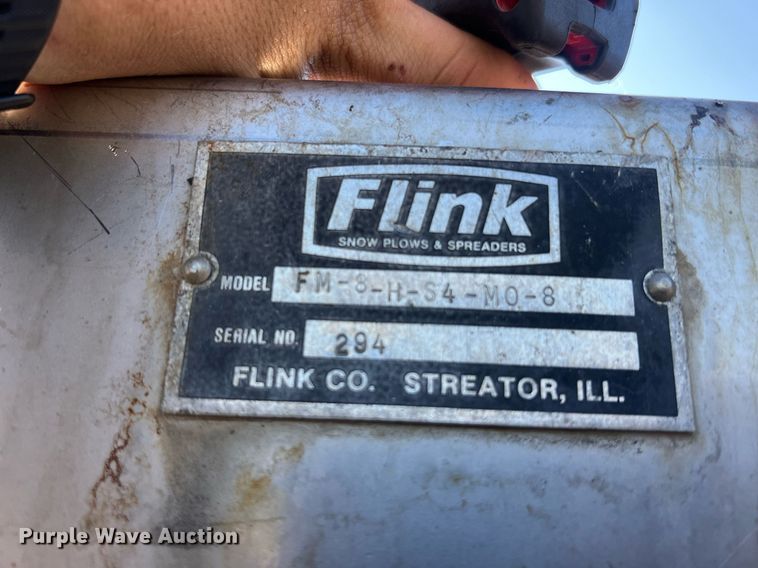 Flink
SNOW PLOWS & SPREADERS
MODEL FM-8-H-S4-MO-8
SERIAL NO. 294
FLINK CO. STREATOR, ILL.
Purple Wave Auction